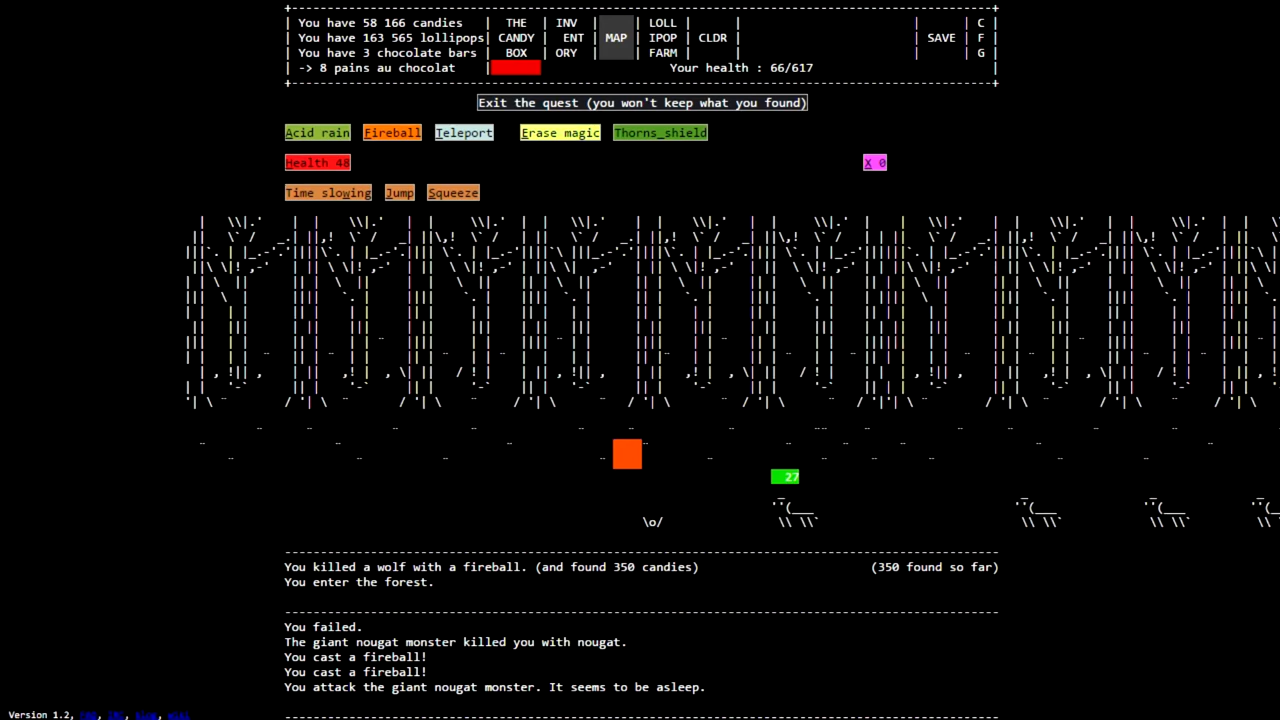 You have 58 166 candies THE INV LOLL C
You have 163 565 lollipops CANDY ENT MAP IPOP CLDR SAVE F
You have 3 chocolate bars BOX ORY FARM G
-> 8 pains au chocolat Your health : 66/617
Exit the quest (you won't keep what you found)
Acid rain Fireball Teleport Erase magic Thorns_shield
Health 48 X 0
Time slowing Jump Squeeze
27
\o/
You killed a wolf with a fireball. (and found 350 candies) (350 found so far)
You enter the forest.
You failed.
The giant nougat monster killed you with nougat.
You cast a fireball!
You cast a fireball!
You attack the giant nougat monster. It seems to be asleep.
Version 1.2,